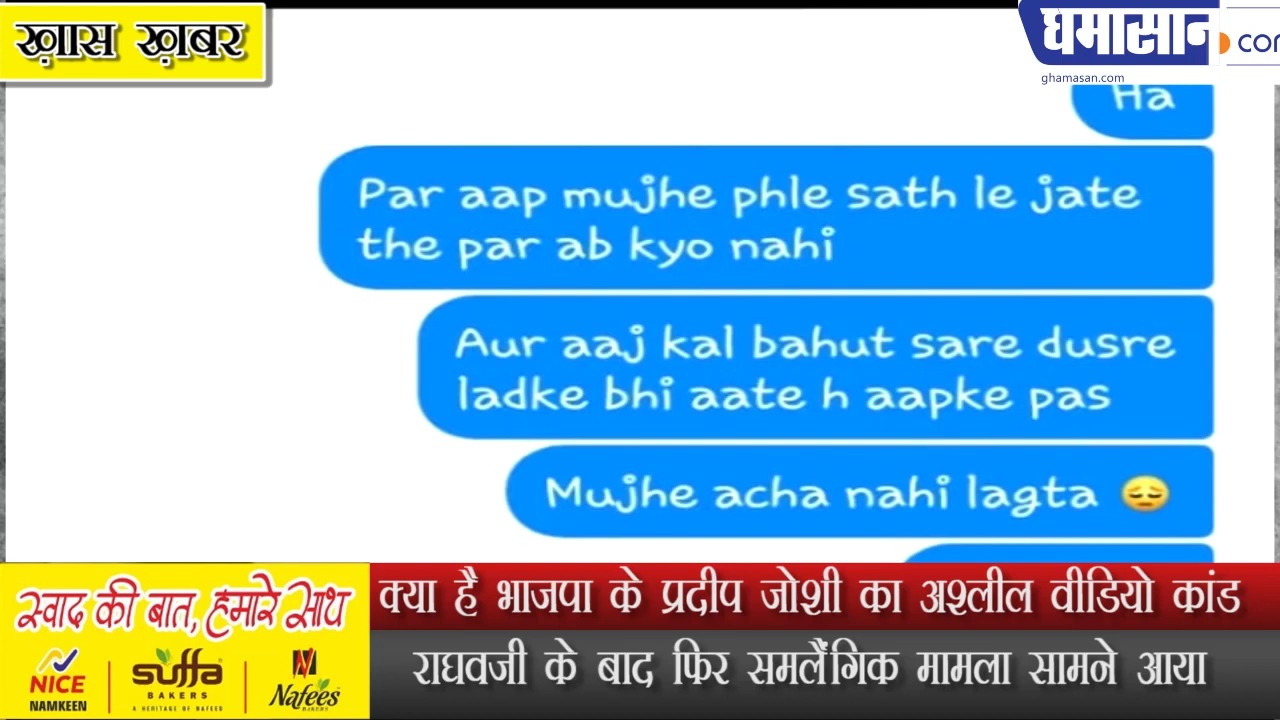 ख़ास ख़बर
घमासान
ghamasan.com
Ha
Par aap mujhe phle sath le jate
the par ab kyo nahi
Aur aaj kal bahut sare dusre
ladke bhi aate h aapke pas
Mujhe acha nahi lagta 😔
स्वाद की बात, हमारे साथ
NICE
NAMKEEN
suffa
BAKERS
A HERITAGE OF NAFEES
Nafees
BAKERS
क्या है भाजपा के प्रदीप जोशी का अश्लील वीडियो कांड
राघवजी के बाद फिर समलैंगिक मामला सामने आया